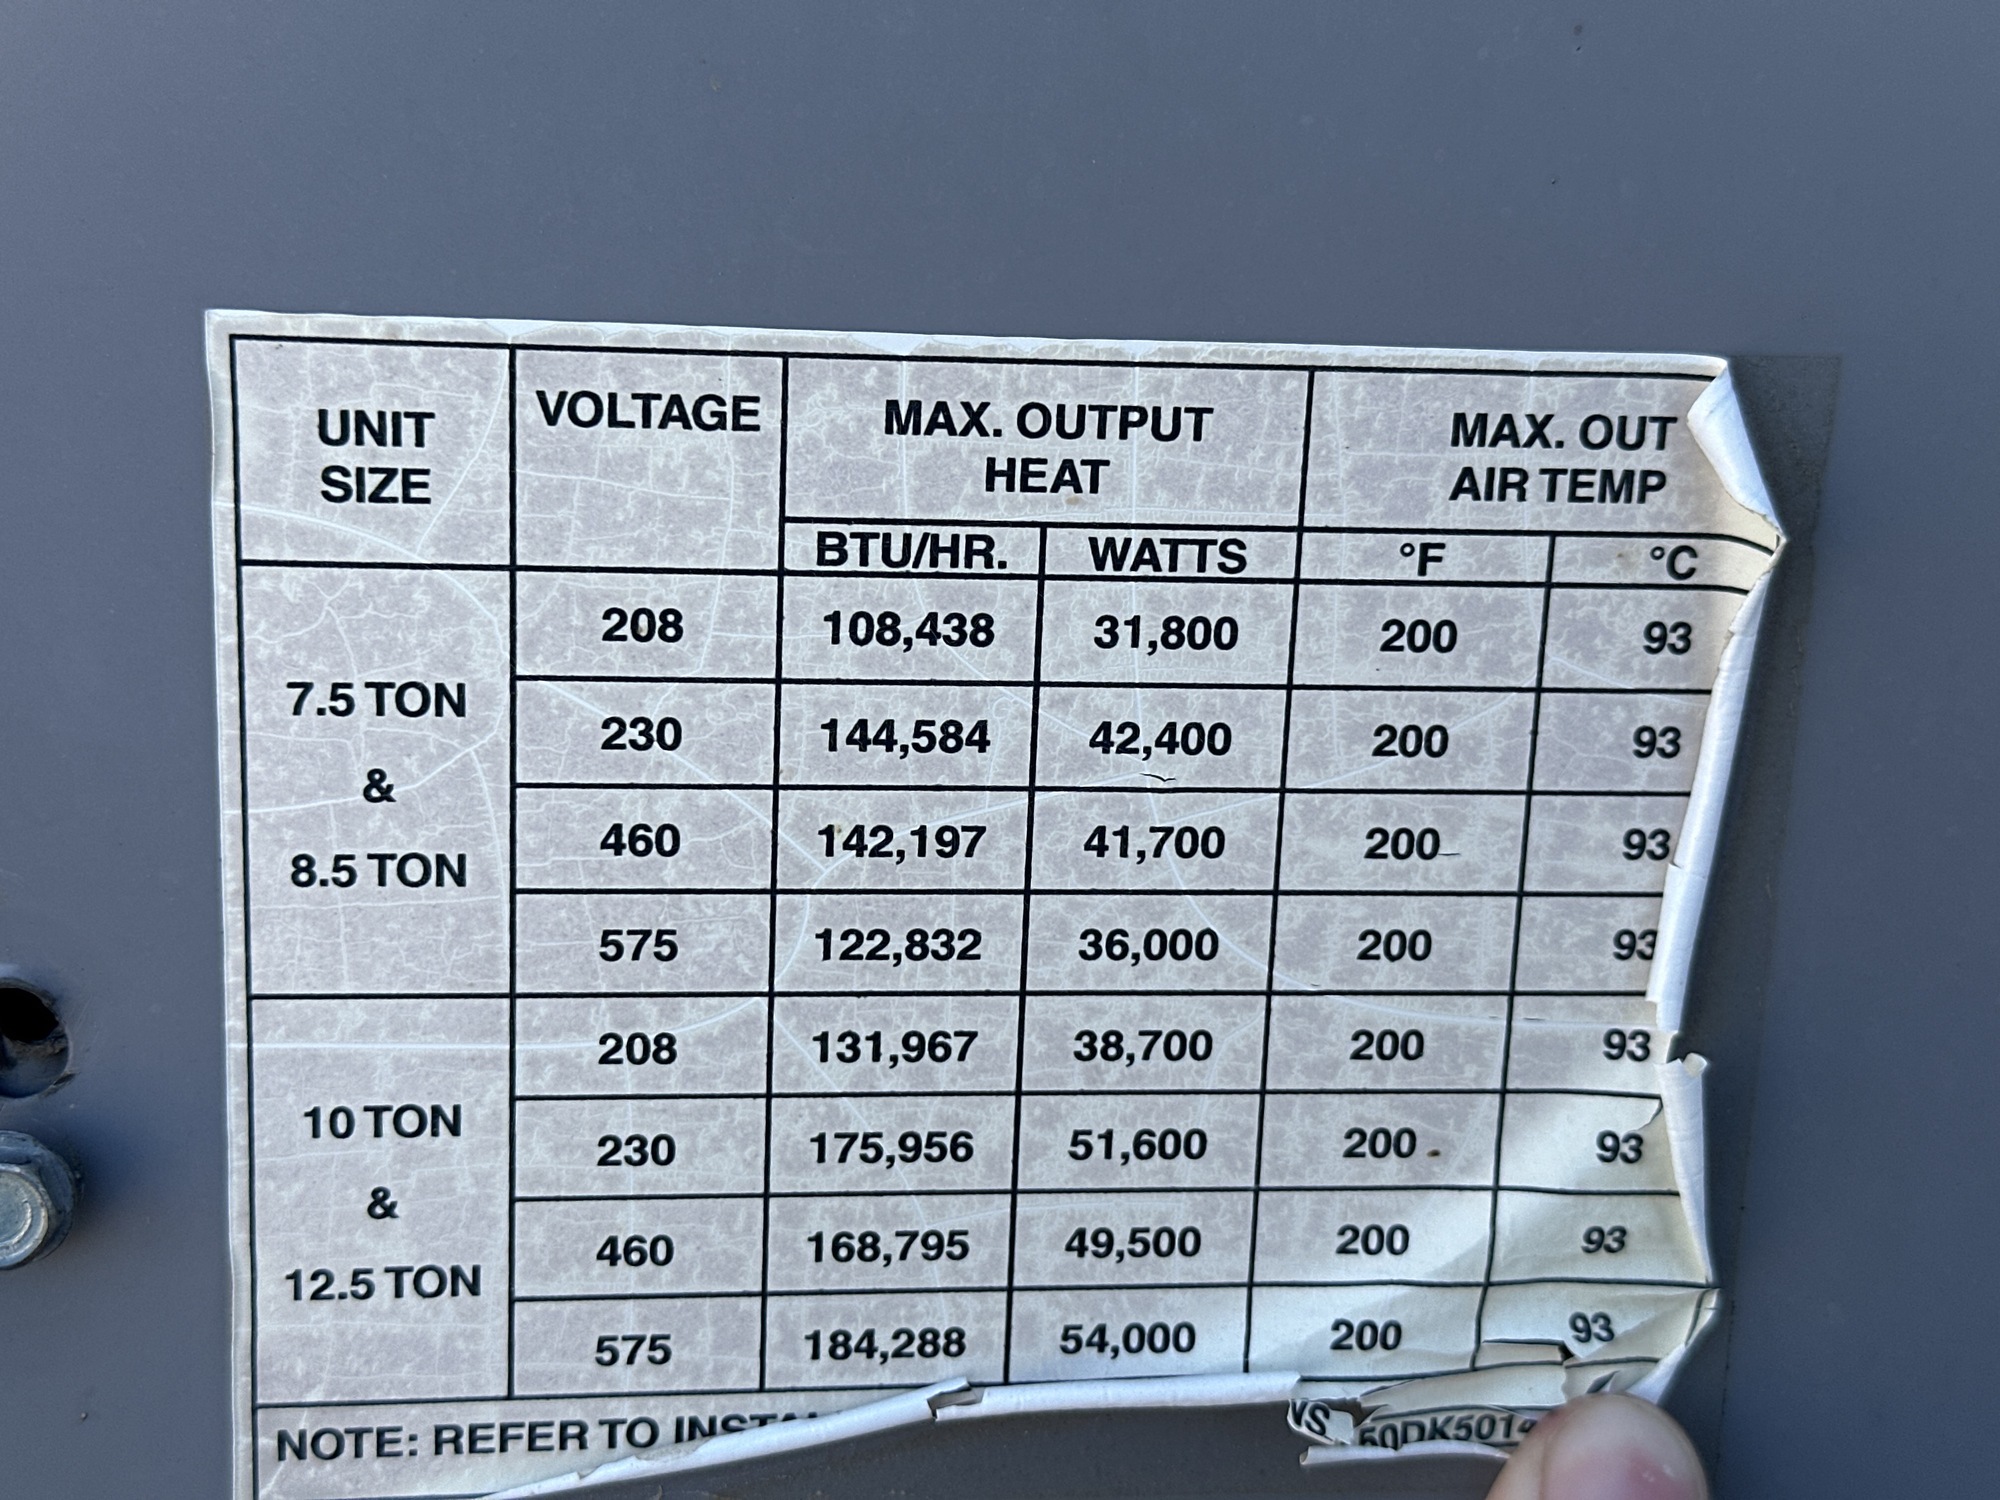 UNIT SIZE VOLTAGE MAX. OUTPUT HEAT MAX. OUT AIR TEMP
BTU/HR. WATTS °F °C
7.5 TON & 8.5 TON
208 108,438 31,800 200 93
230 144,584 42,400 200 93
460 142,197 41,700 200 93
575 122,832 36,000 200 93
10 TON & 12.5 TON
208 131,967 38,700 200 93
230 175,956 51,600 200 93
460 168,795 49,500 200 93
575 184,288 54,000 200 93
NOTE: REFER TO